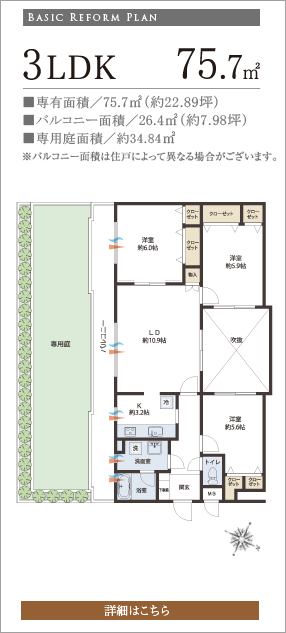 BASIC REFORM PLAN
3LDK 75.7㎡
■専有面積／75.7㎡（約22.89坪）
■バルコニー面積／26.4㎡（約7.98坪）
■専用庭面積／約34.84㎡
※バルコニー面積は住戸によって異なる場合がございます。
クローゼット
クローゼット
クローゼット
洋室
約6.0帖
クローゼット
洋室
約5.9帖
物入
バルコニー
専用庭
LD
約10.9帖
吹抜
K
約3.2帖
冷
洋室
約5.6帖
洗
洗面室
トイレ
浴室
下駄箱
玄関
MB
クローゼット
クローゼット
詳細はこちら